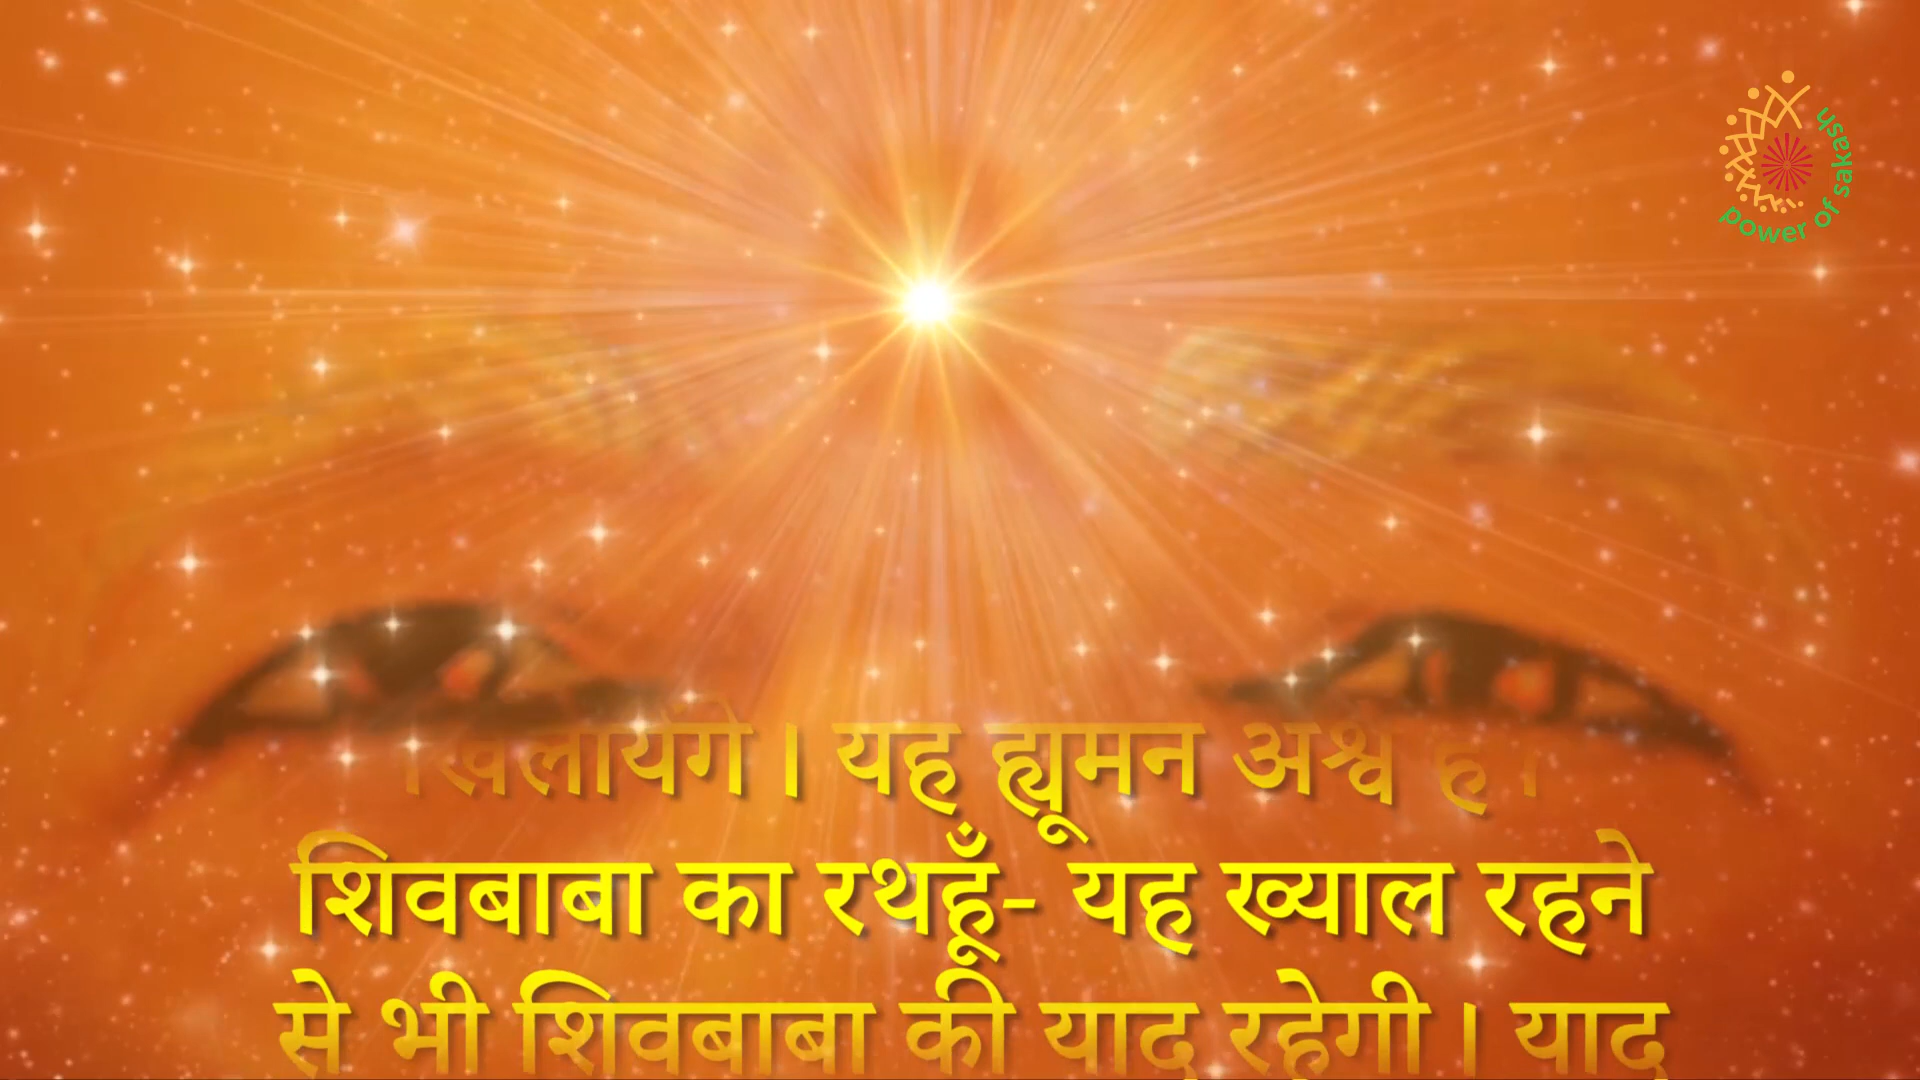 power of sakash
खिलायेंगे । यह ह्यूमन अश्व है ।
शिवबाबा का रथहूँ- यह ख्याल रहने
से भी शिवबाबा की याद रहेगी । याद